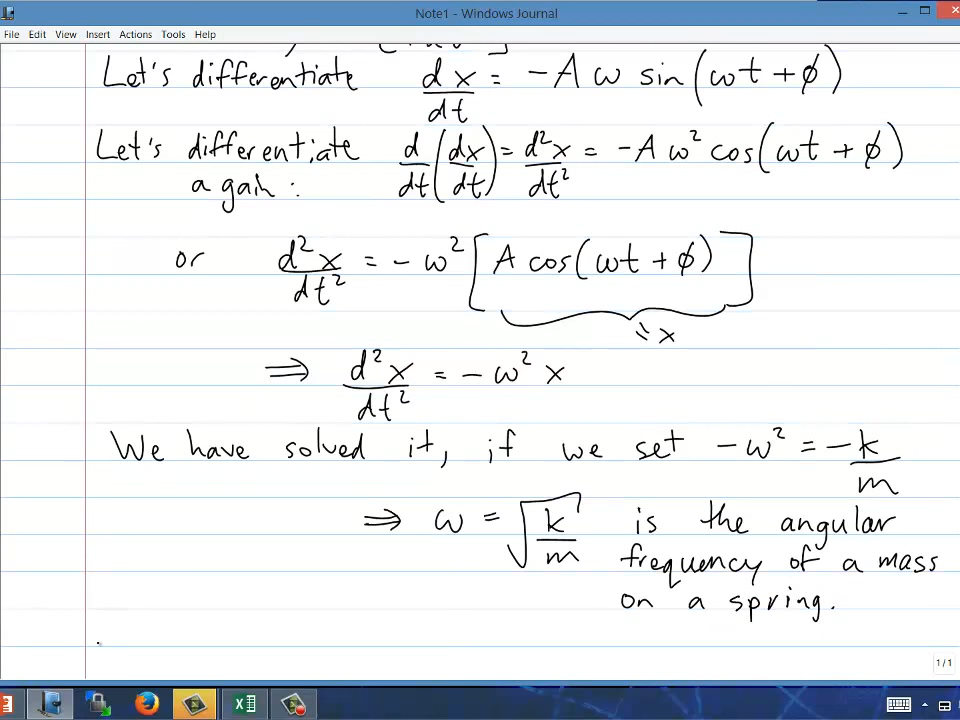 Note1 - Windows Journal
File Edit View Insert Actions Tools Help
Let's differentiate dx/dt = -Aω sin(ωt + ϕ)
Let's differentiate d/dt(dx/dt) = d²x/dt² = -Aω² cos(ωt + ϕ)
again :
or d²x/dt² = -ω² [A cos(ωt + ϕ)]
= x
⇒ d²x/dt² = -ω² x
We have solved it, if we set -ω² = -k/m
⇒ ω = √(k/m) is the angular
frequency of a mass
on a spring.
1/1